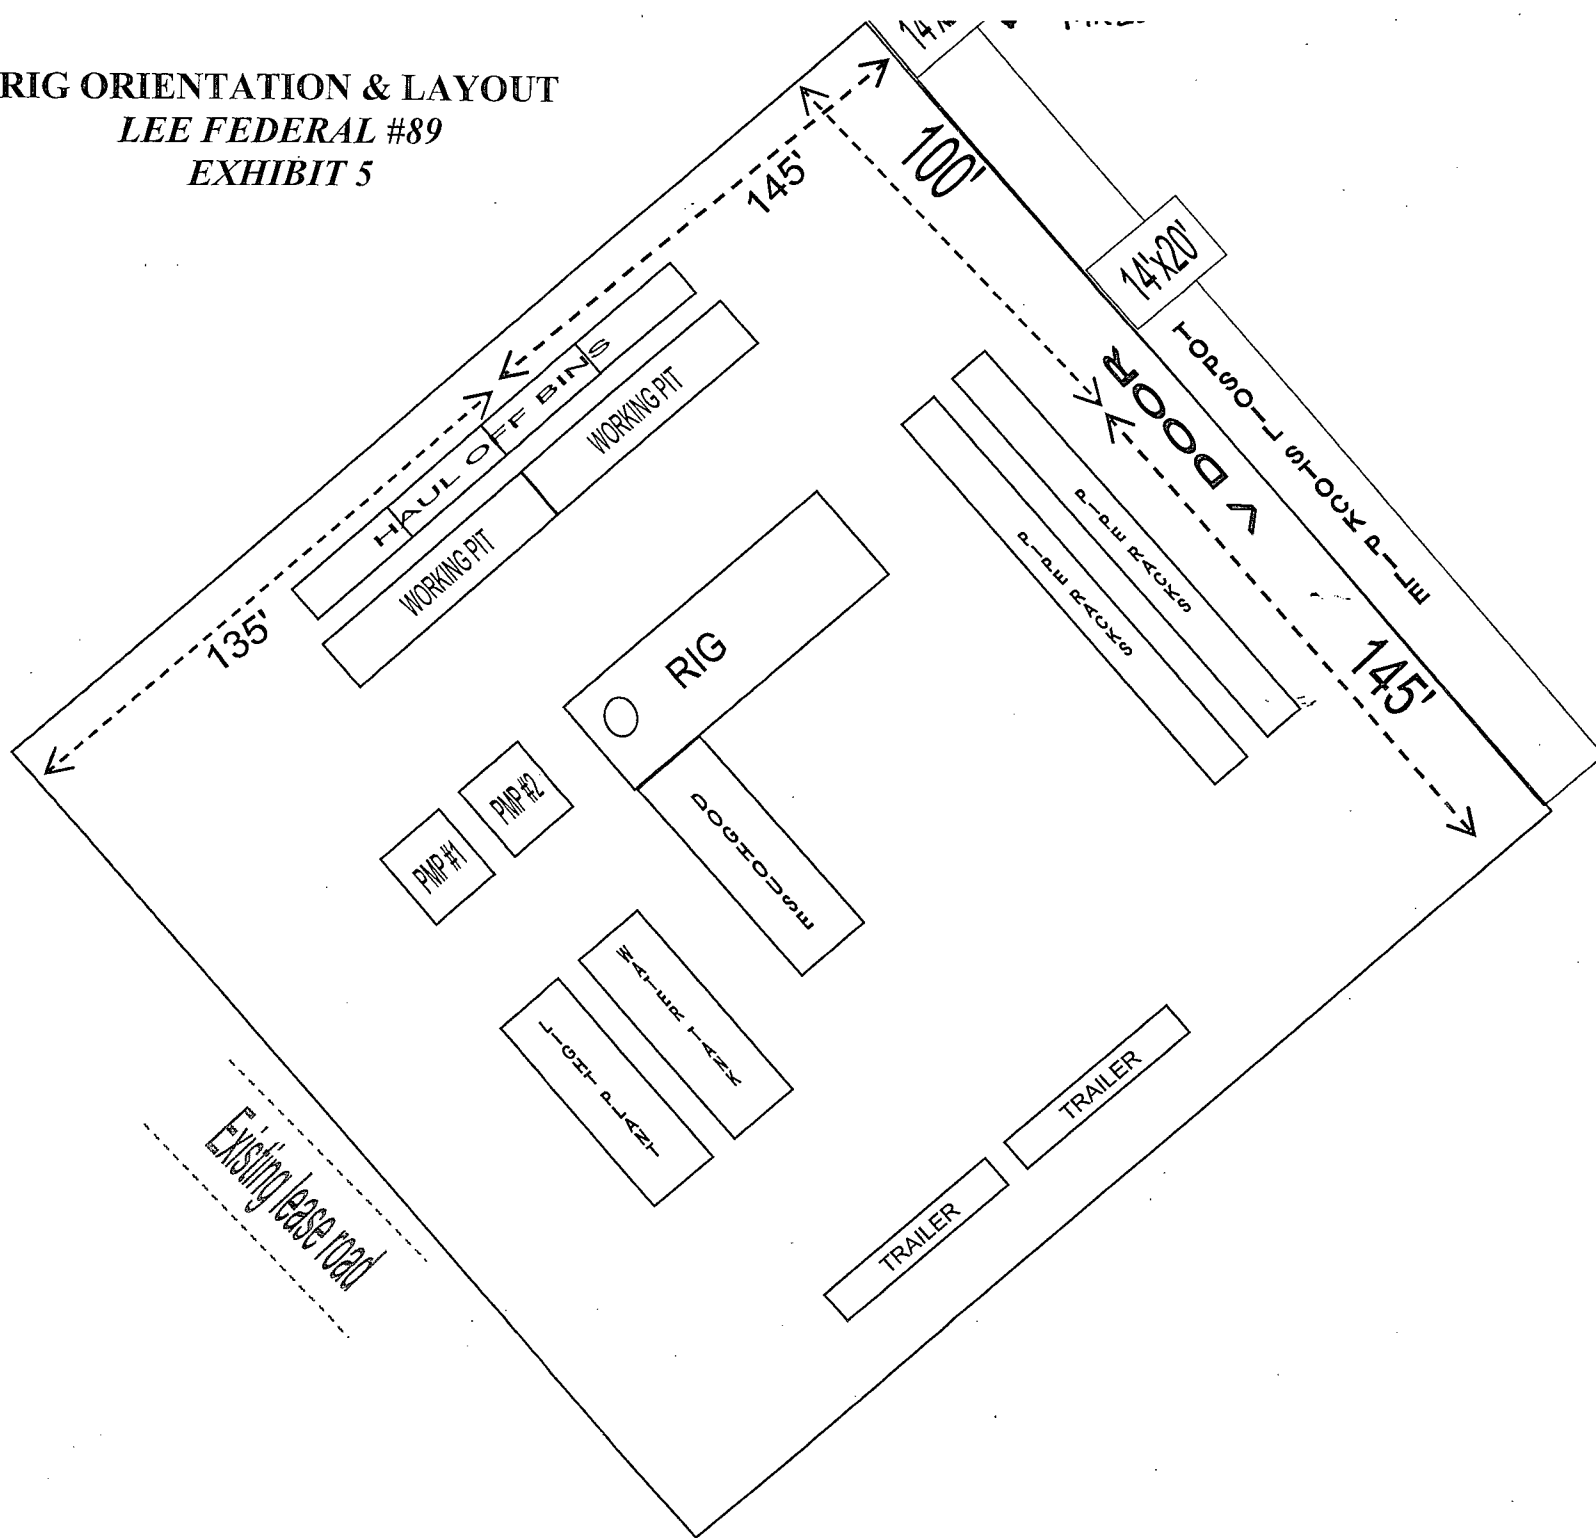 RIG ORIENTATION & LAYOUT
LEE FEDERAL #89
EXHIBIT 5
145'
100'
14'x20'
TOPSOIL STOCK PILE
V DOOR
145'
HAUL OFF BINS
WORKING PIT
WORKING PIT
135'
PIPE RACKS
PIPE RACKS
RIG
PMP #2
PMP #1
DOGHOUSE
WATER TANK
LIGHT PLANT
TRAILER
TRAILER
Existing lease road